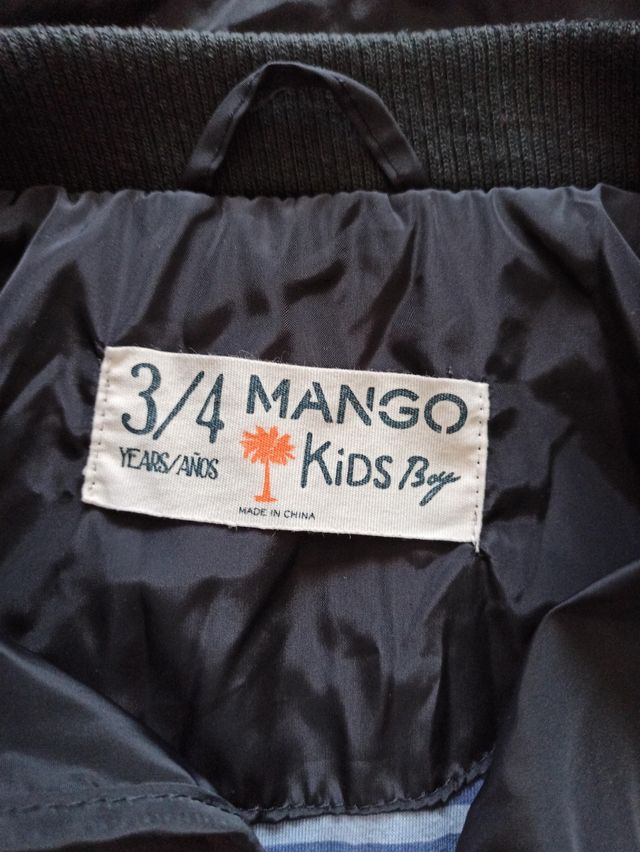 3/4
YEARS/AÑOS
MANGO
KiDS Boy
MADE IN CHINA